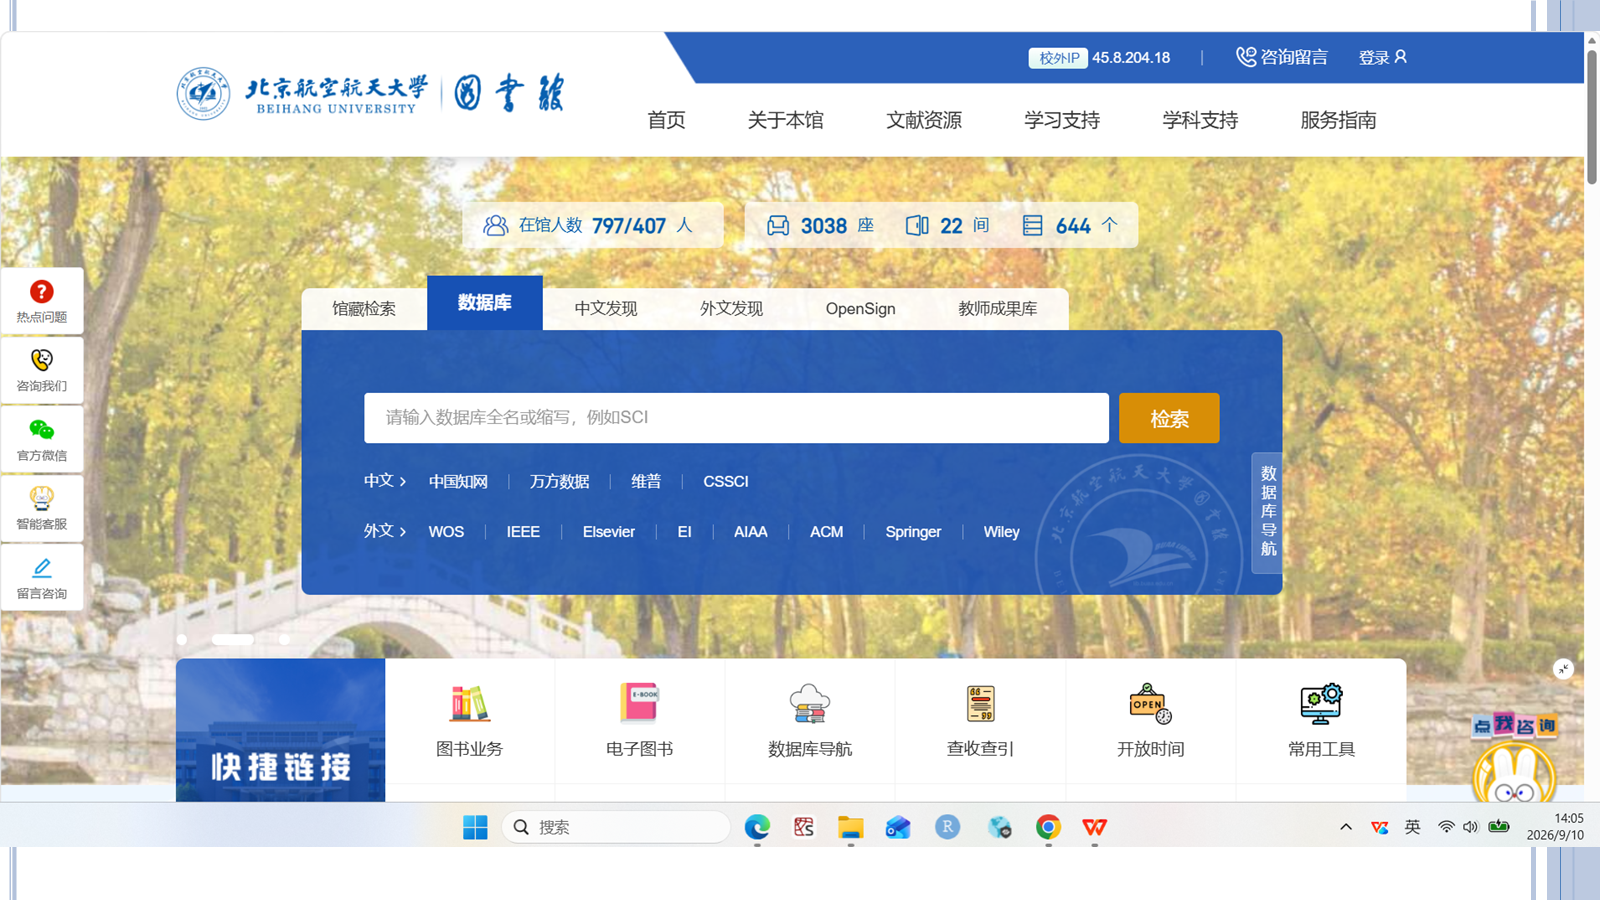 校外IP 45.8.204.18 | 咨询留言 登录
北京航空航天大學 图书馆
BEIHANG UNIVERSITY
首页 关于本馆 文献资源 学习支持 学科支持 服务指南
在馆人数 797/407 人 3038 座 22 间 644 个
馆藏检索 数据库 中文发现 外文发现 OpenSign 教师成果库
请输入数据库全名或缩写，例如SCI 检索
中文 中国知网 | 万方数据 | 维普 | CSSCI
外文 WOS | IEEE | Elsevier | EI | AIAA | ACM | Springer | Wiley
数据库导航
热点问题
咨询我们
官方微信
智能客服
留言咨询
快捷链接
E-BOOK
OPEN
图书业务 电子图书 数据库导航 查收查引 开放时间 常用工具
点我咨询
搜索
英
14:05
2026/9/10